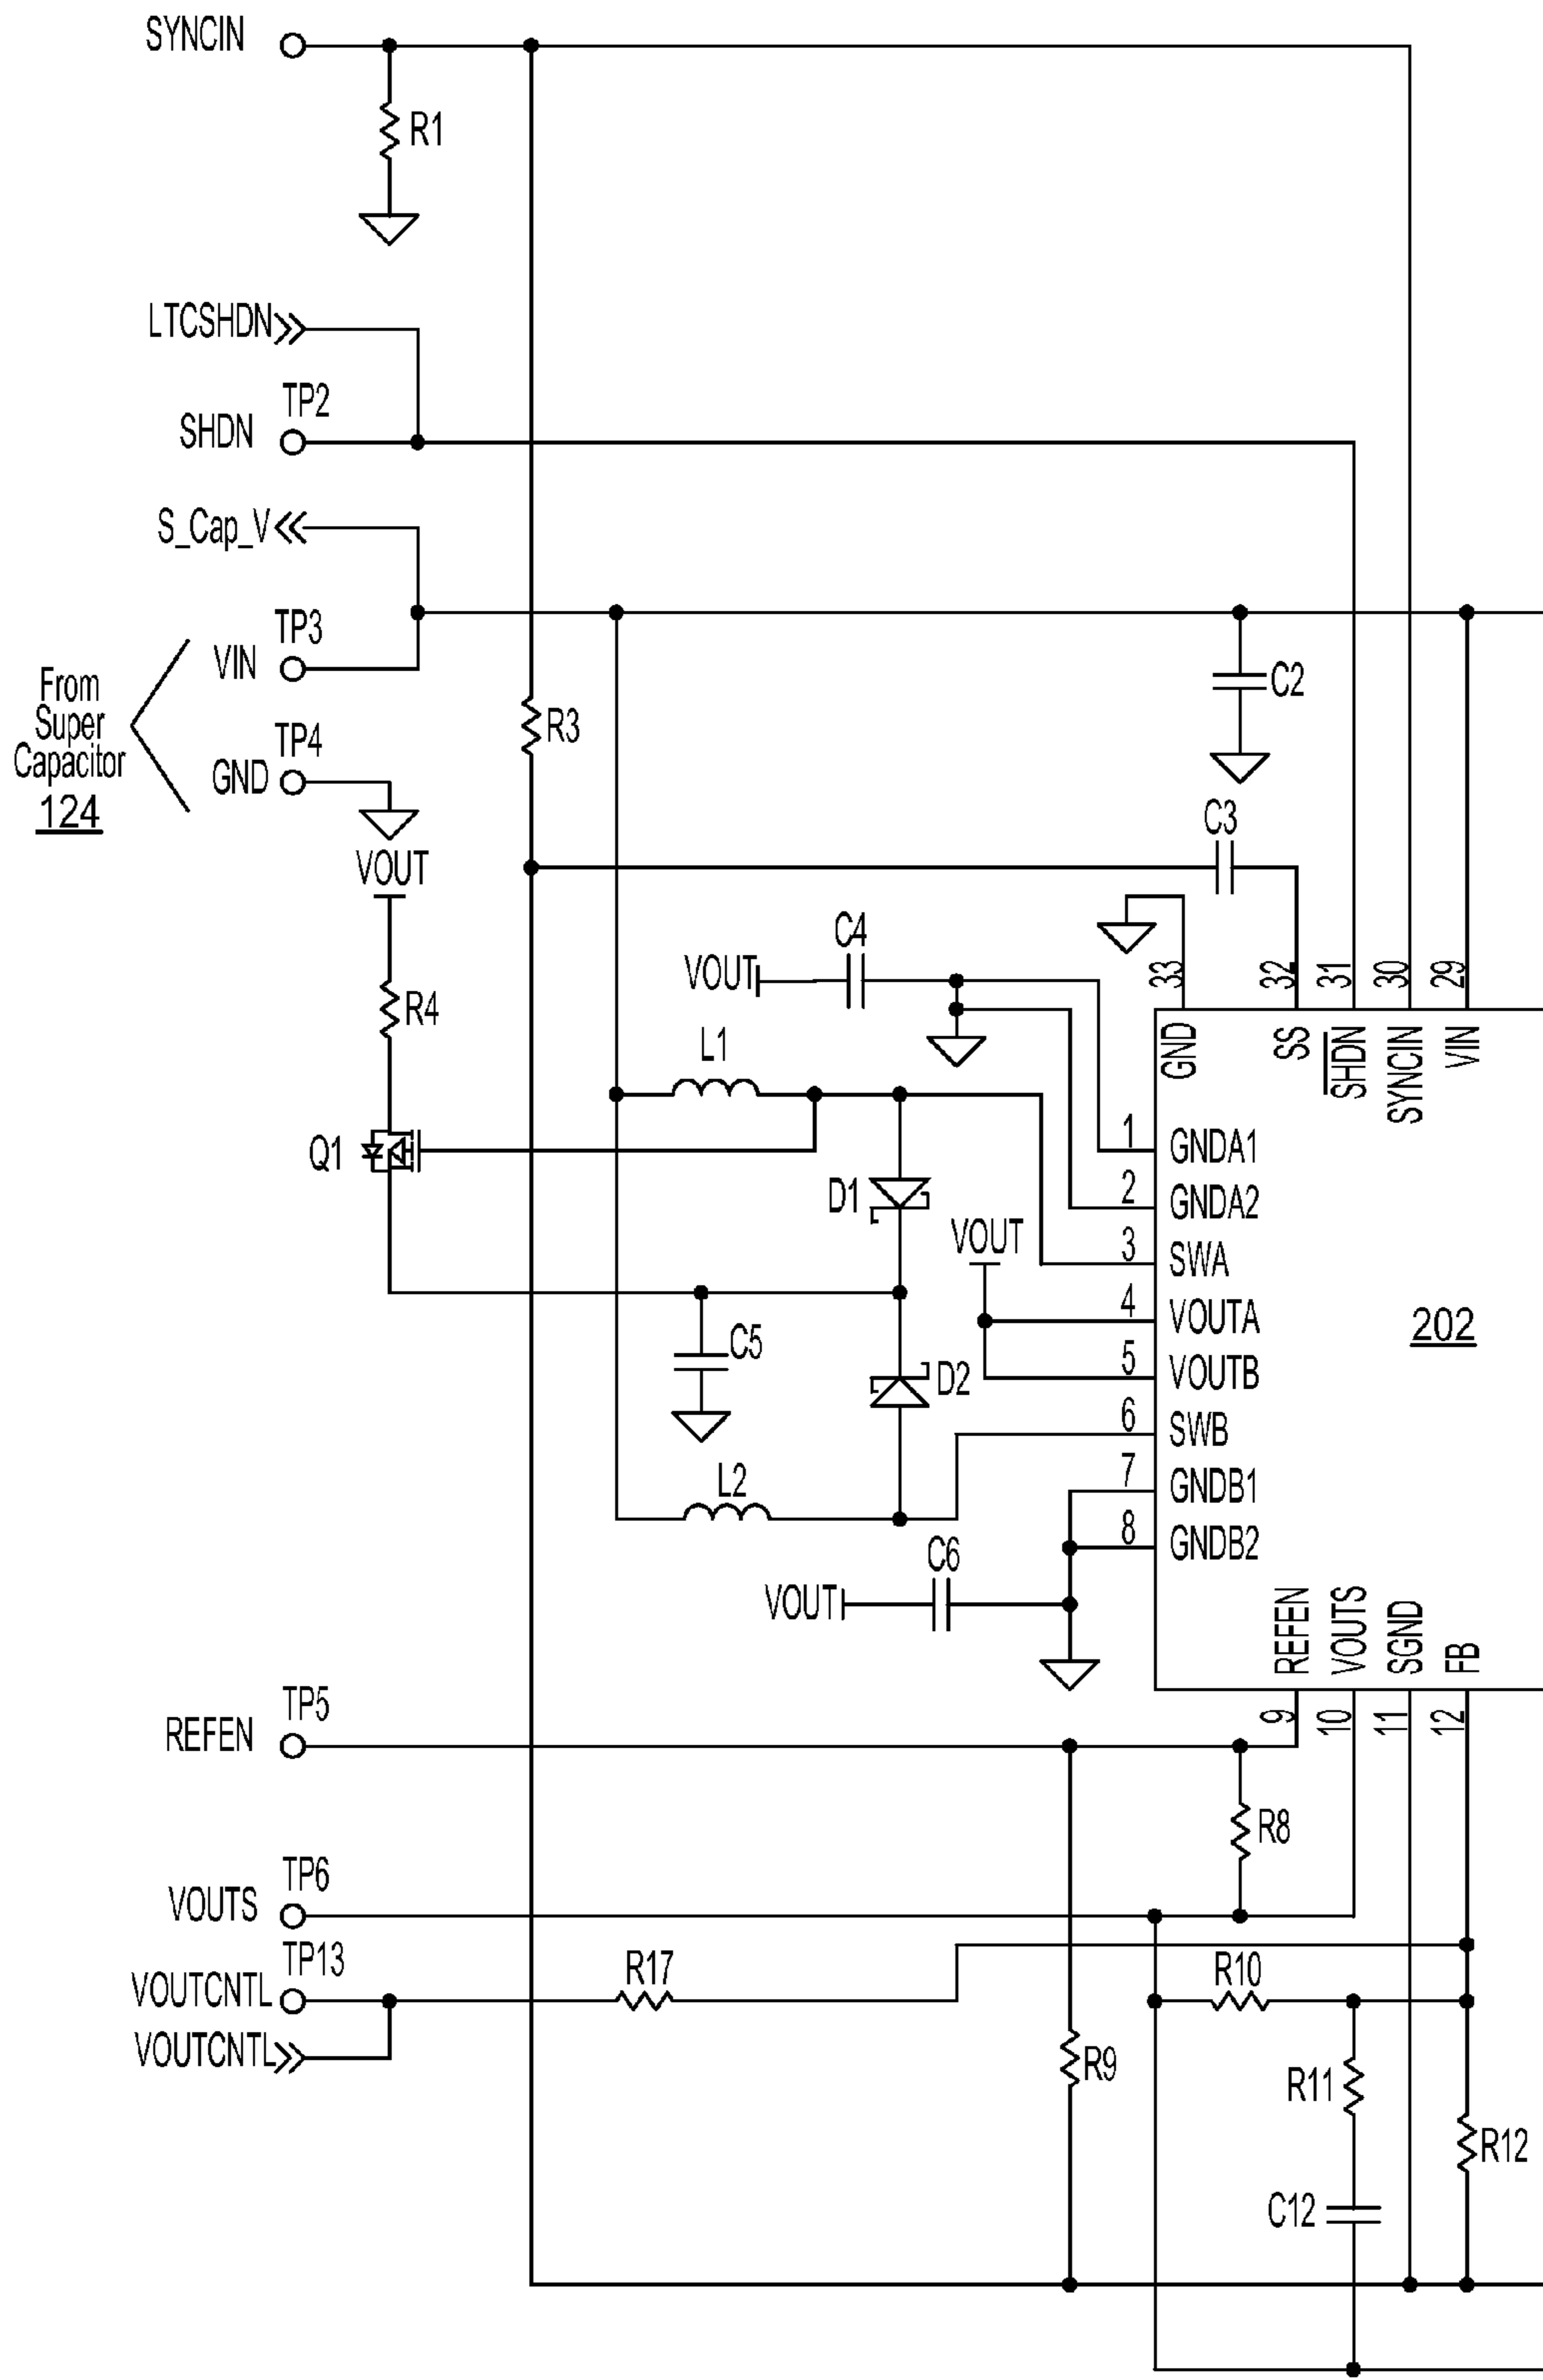 SYNCIN
R1
LTCSHDN
TP2
SHDN
S_Cap_V
TP3
VIN
From
Super
Capacitor
124
TP4
GND
R3
C2
C3
VOUT
R4
C4
VOUT
33
32
31
30
29
GND
SS
SHDN
SYNCIN
VIN
L1
Q1
1
GNDA1
2
GNDA2
D1
VOUT
3
SWA
4
VOUTA
202
C5
5
VOUTB
D2
6
SWB
L2
7
GNDB1
8
GNDB2
C6
VOUT
REFEN
VOUTS
SGND
FB
9
10
11
12
TP5
REFEN
R8
TP6
VOUTS
TP13
VOUTCNTL
R17
R10
VOUTCNTL
R9
R11
R12
C12